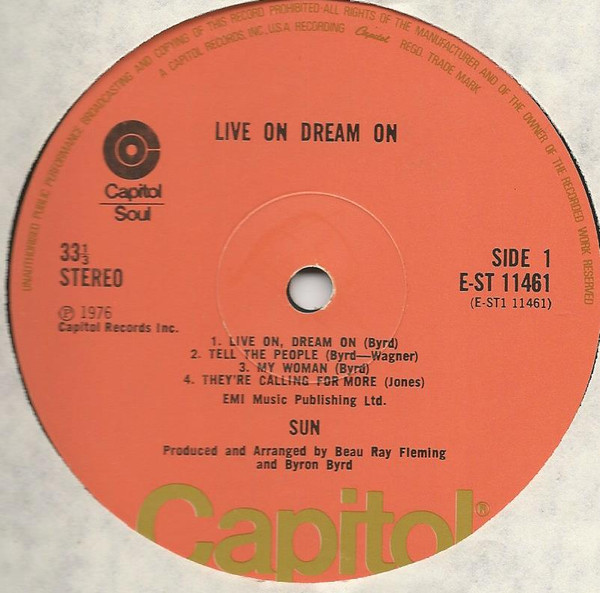 UNAUTHORISED PUBLIC PERFORMANCE BROADCASTING AND COPYING OF THIS RECORD PROHIBITED ALL RIGHTS OF THE MANUFACTURER AND OF THE OWNER OF THE RECORDED WORK RESERVED
A CAPITOL RECORDS, INC., U.S.A. RECORDING Capitol REGD. TRADE MARK
LIVE ON DREAM ON
Capitol
Soul
33⅓
STEREO
SIDE 1
E-ST 11461
(E-ST1 11461)
℗ 1976
Capitol Records Inc.
1. LIVE ON, DREAM ON (Byrd)
2. TELL THE PEOPLE (Byrd—Wagner)
3. MY WOMAN (Byrd)
4. THEY'RE CALLING FOR MORE (Jones)
EMI Music Publishing Ltd.
SUN
Produced and Arranged by Beau Ray Fleming
and Byron Byrd
Capitol®